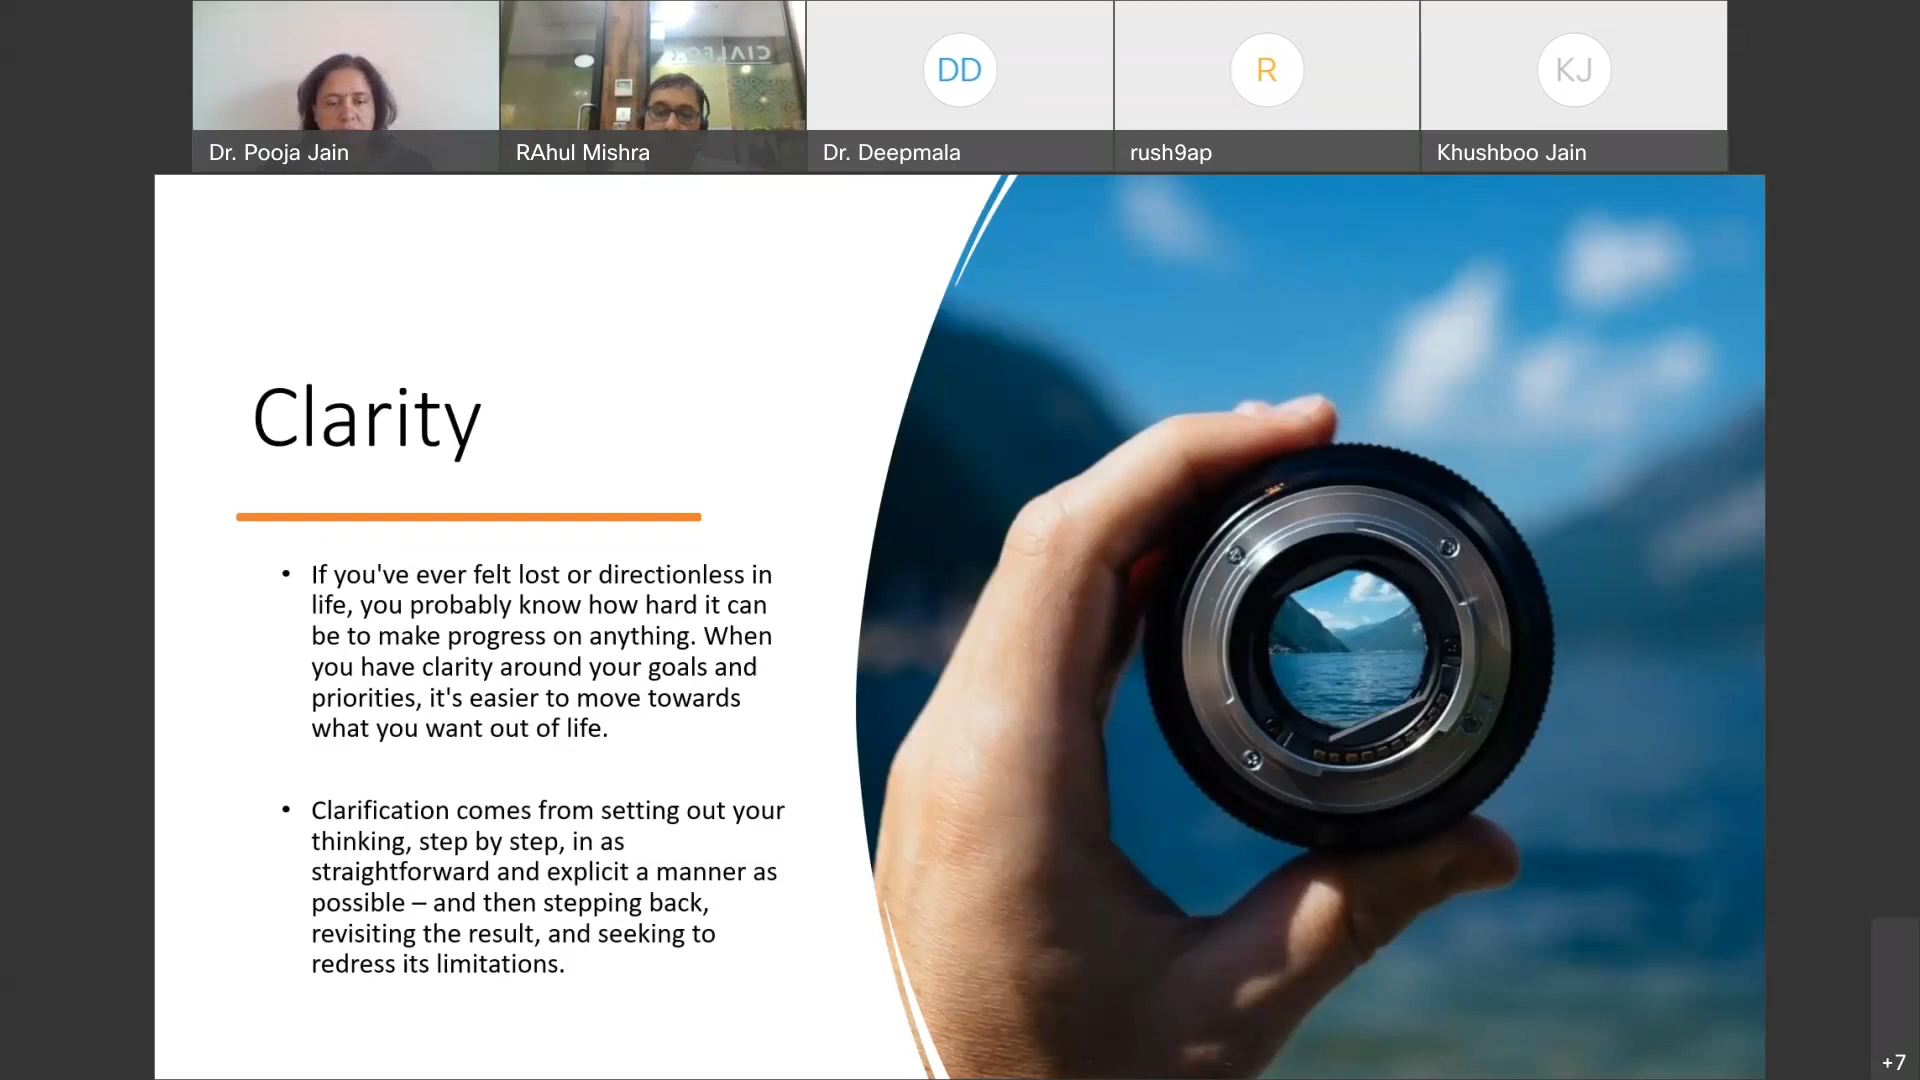 DD
R
KJ
Dr. Pooja Jain
RAhul Mishra
Dr. Deepmala
rush9ap
Khushboo Jain
Clarity
• If you've ever felt lost or directionless in
life, you probably know how hard it can
be to make progress on anything. When
you have clarity around your goals and
priorities, it's easier to move towards
what you want out of life.
• Clarification comes from setting out your
thinking, step by step, in as
straightforward and explicit a manner as
possible – and then stepping back,
revisiting the result, and seeking to
redress its limitations.
+7